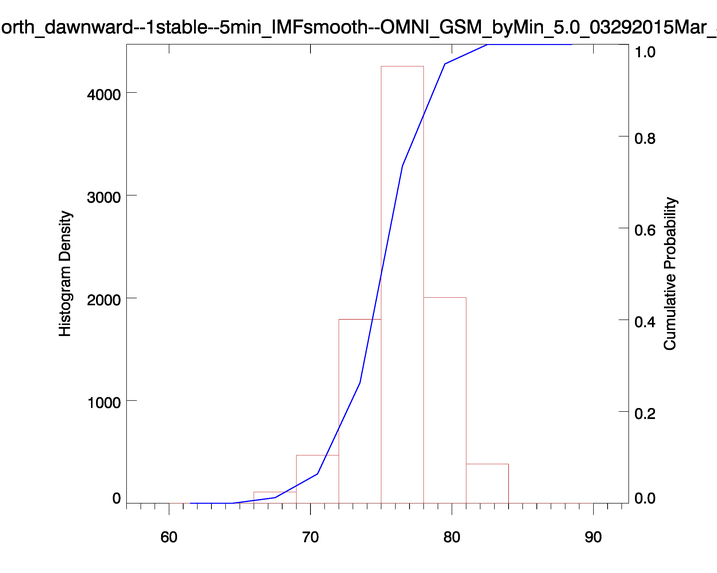 orth_dawnward--1stable--5min_IMFsmooth--OMNI_GSM_byMin_5.0_03292015Mar_
4000
3000
2000
1000
0
Histogram Density
1.0
0.8
0.6
0.4
0.2
0.0
Cumulative Probability
60 70 80 90